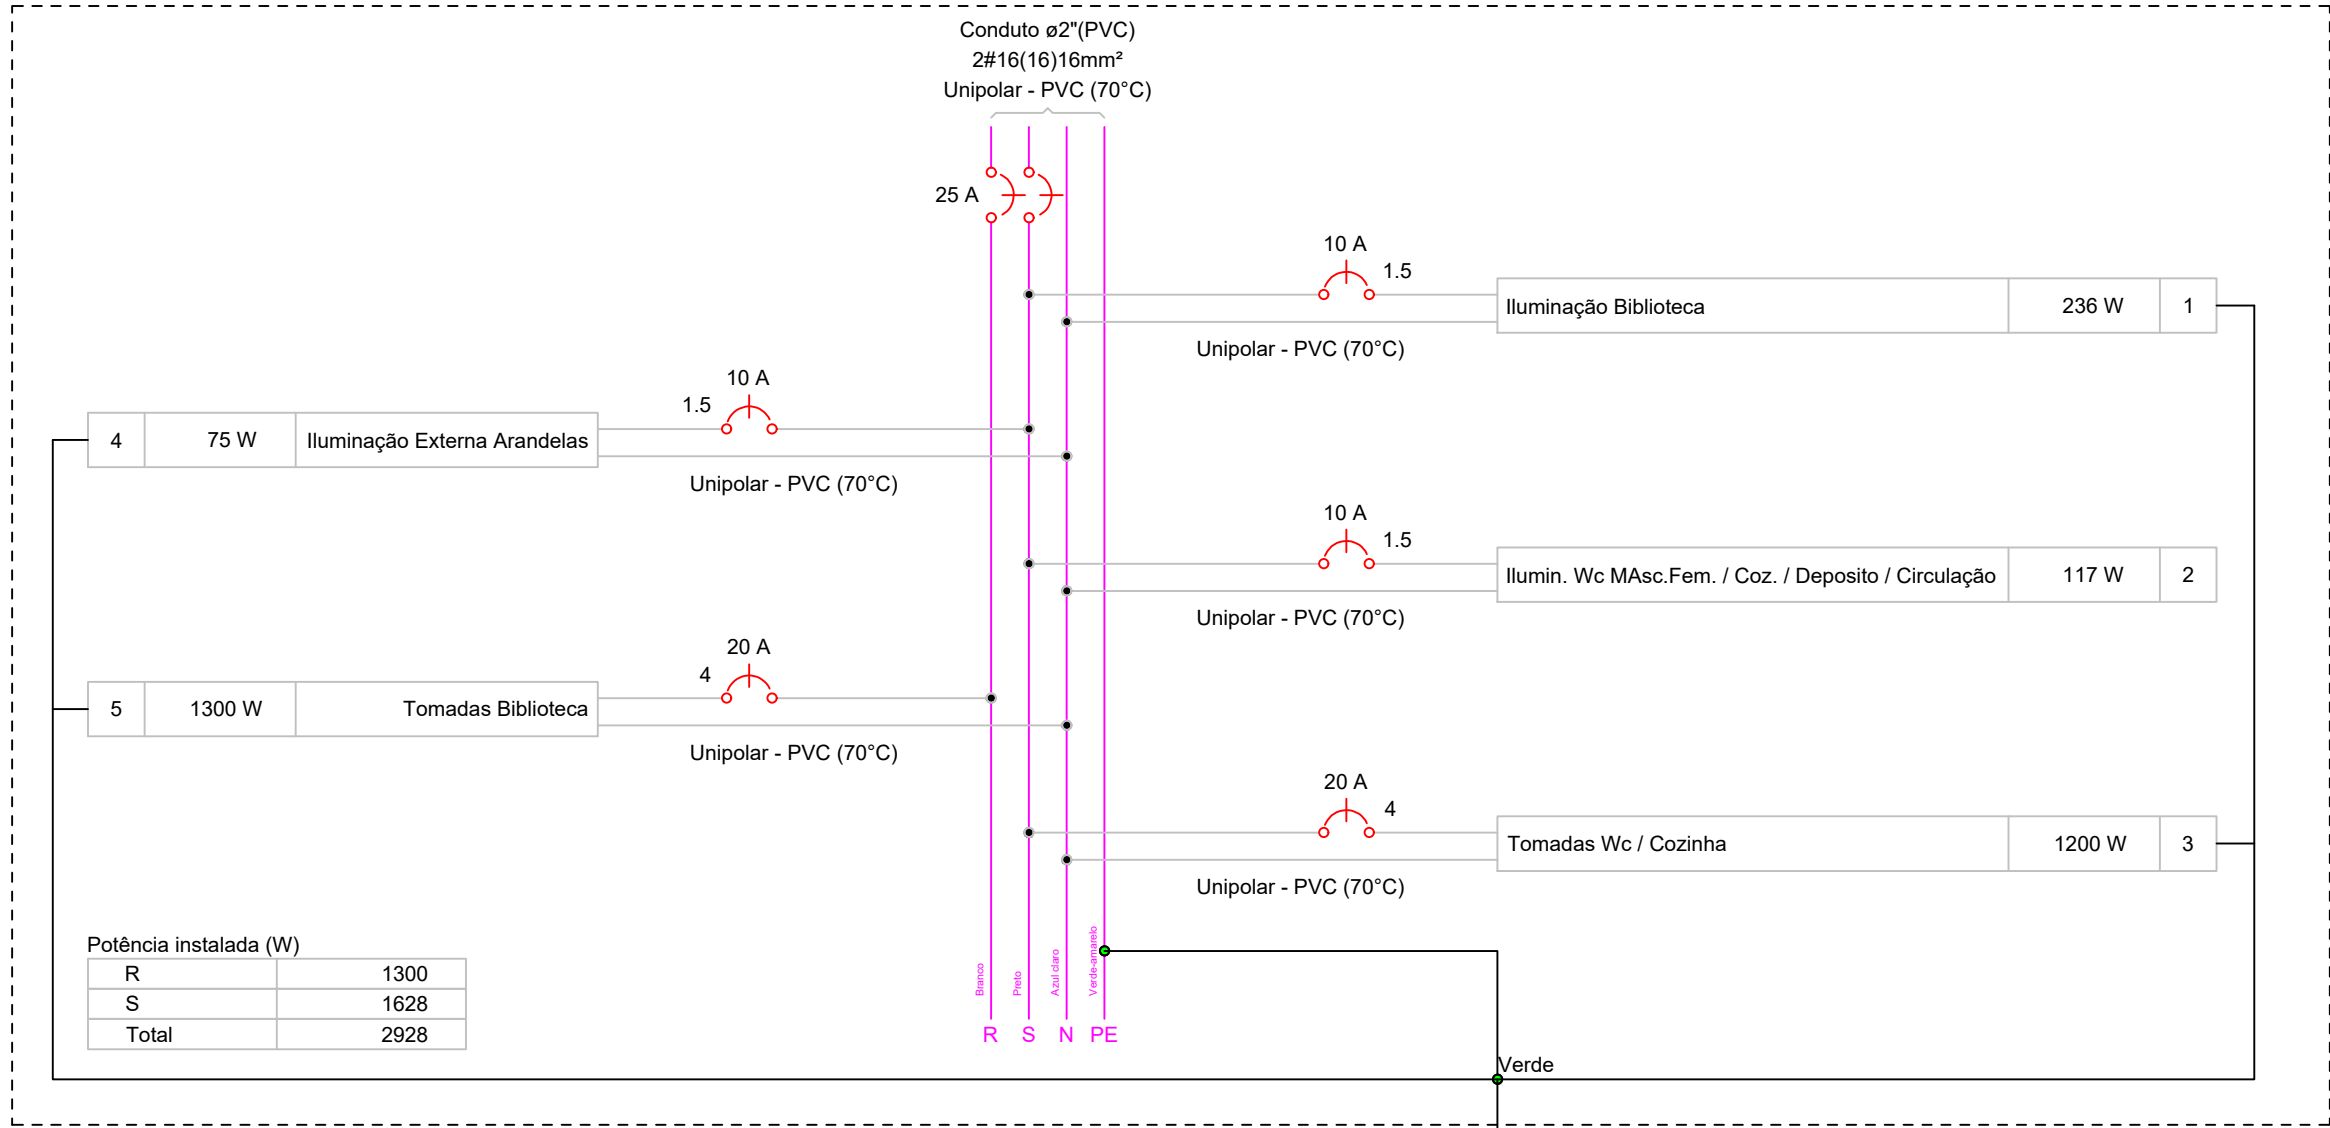 Conduto ø2"(PVC)
2#16(16)16mm²
Unipolar - PVC (70°C)
25 A
10 A
1.5
Iluminação Biblioteca 236 W 1
Unipolar - PVC (70°C)
10 A
1.5
4 75 W Iluminação Externa Arandelas
Unipolar - PVC (70°C)
10 A
1.5
Ilumin. Wc MAsc.Fem. / Coz. / Deposito / Circulação 117 W 2
Unipolar - PVC (70°C)
20 A
4
5 1300 W Tomadas Biblioteca
Unipolar - PVC (70°C)
20 A
4
Tomadas Wc / Cozinha 1200 W 3
Unipolar - PVC (70°C)
Potência instalada (W)
R 1300
S 1628
Total 2928
Branco
Preto
Azul claro
Verde-amarelo
R S N PE
Verde